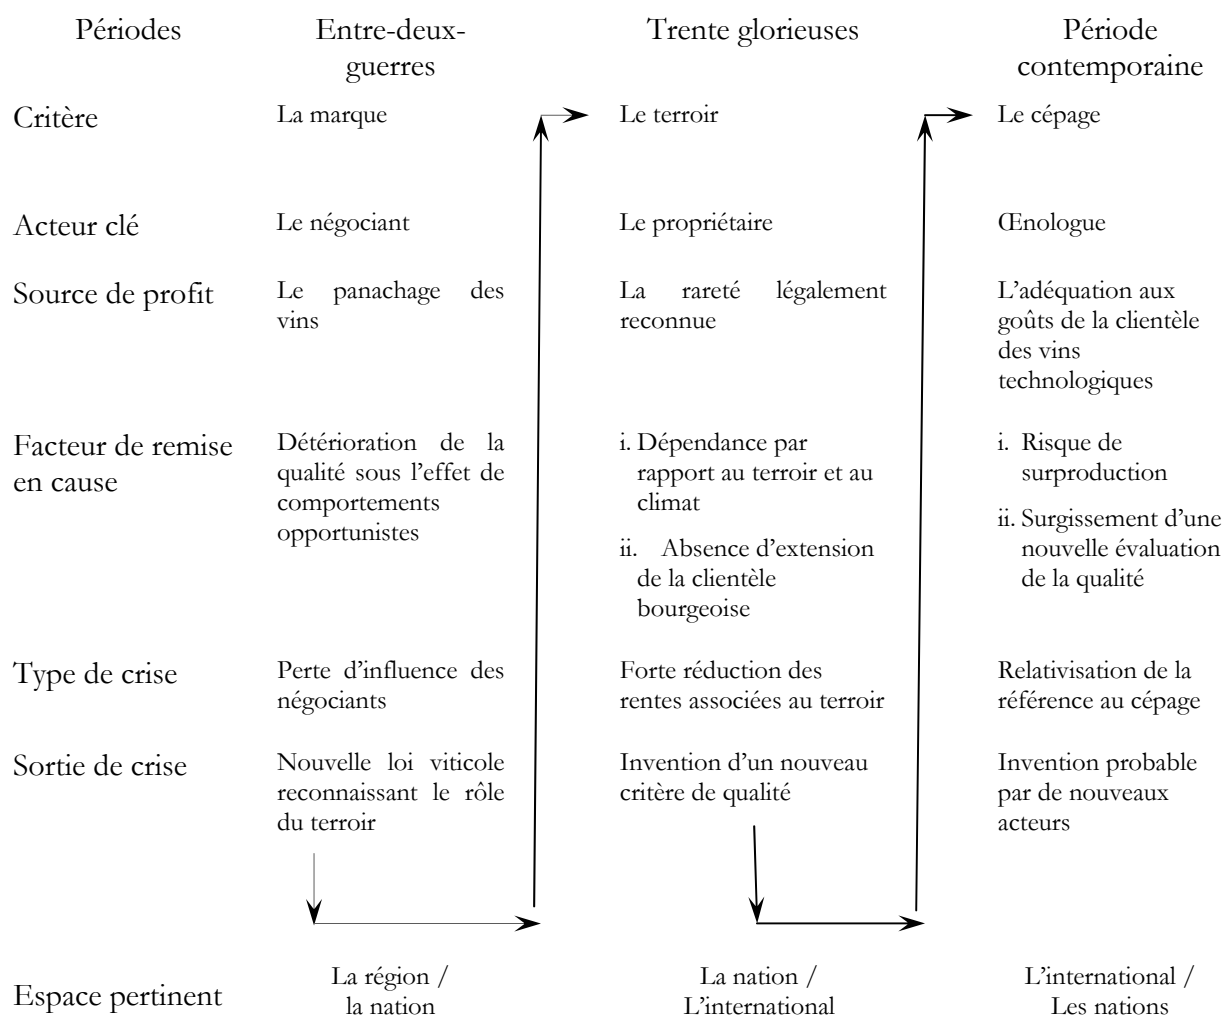 Périodes
Entre-deux-
guerres
Trente glorieuses
Période
contemporaine
Critère
La marque
Le terroir
Le cépage
Acteur clé
Le négociant
Le propriétaire
Œnologue
Source de profit
Le panachage des
vins
La rareté légalement
reconnue
L’adéquation aux
goûts de la clientèle
des vins
technologiques
Facteur de remise
en cause
Détérioration de la
qualité sous l’effet de
comportements
opportunistes
i. Dépendance par
rapport au terroir et au
climat
ii. Absence d’extension
de la clientèle
bourgeoise
i. Risque de
surproduction
ii. Surgissement d’une
nouvelle évaluation
de la qualité
Type de crise
Perte d’influence des
négociants
Forte réduction des
rentes associées au terroir
Relativisation de la
référence au cépage
Sortie de crise
Nouvelle loi viticole
reconnaissant le rôle
du terroir
Invention d’un nouveau
critère de qualité
Invention probable
par de nouveaux
acteurs
Espace pertinent
La région /
la nation
La nation /
L’international
L’international /
Les nations